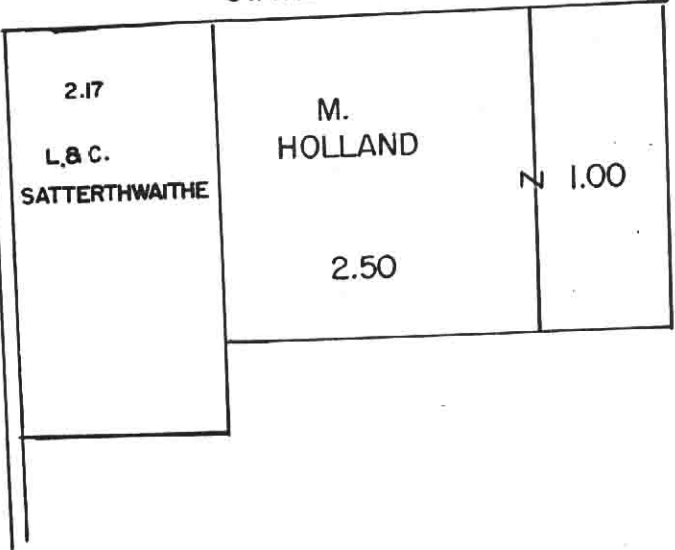 2.17
L.& C.
SATTERTHWAITHE
M.
HOLLAND
2.50
1.00